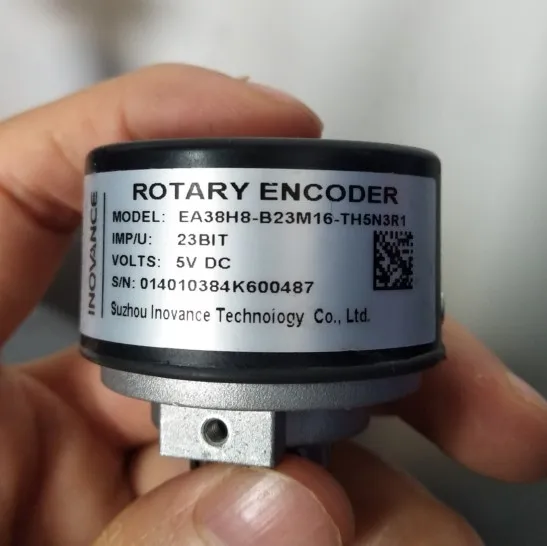 INOVANCE
ROTARY ENCODER
MODEL: EA38H8-B23M16-TH5N3R1
IMP/U: 23BIT
VOLTS: 5V DC
S/N: 014010384K600487
Suzhou Inovance Technoiogy Co., Ltd.